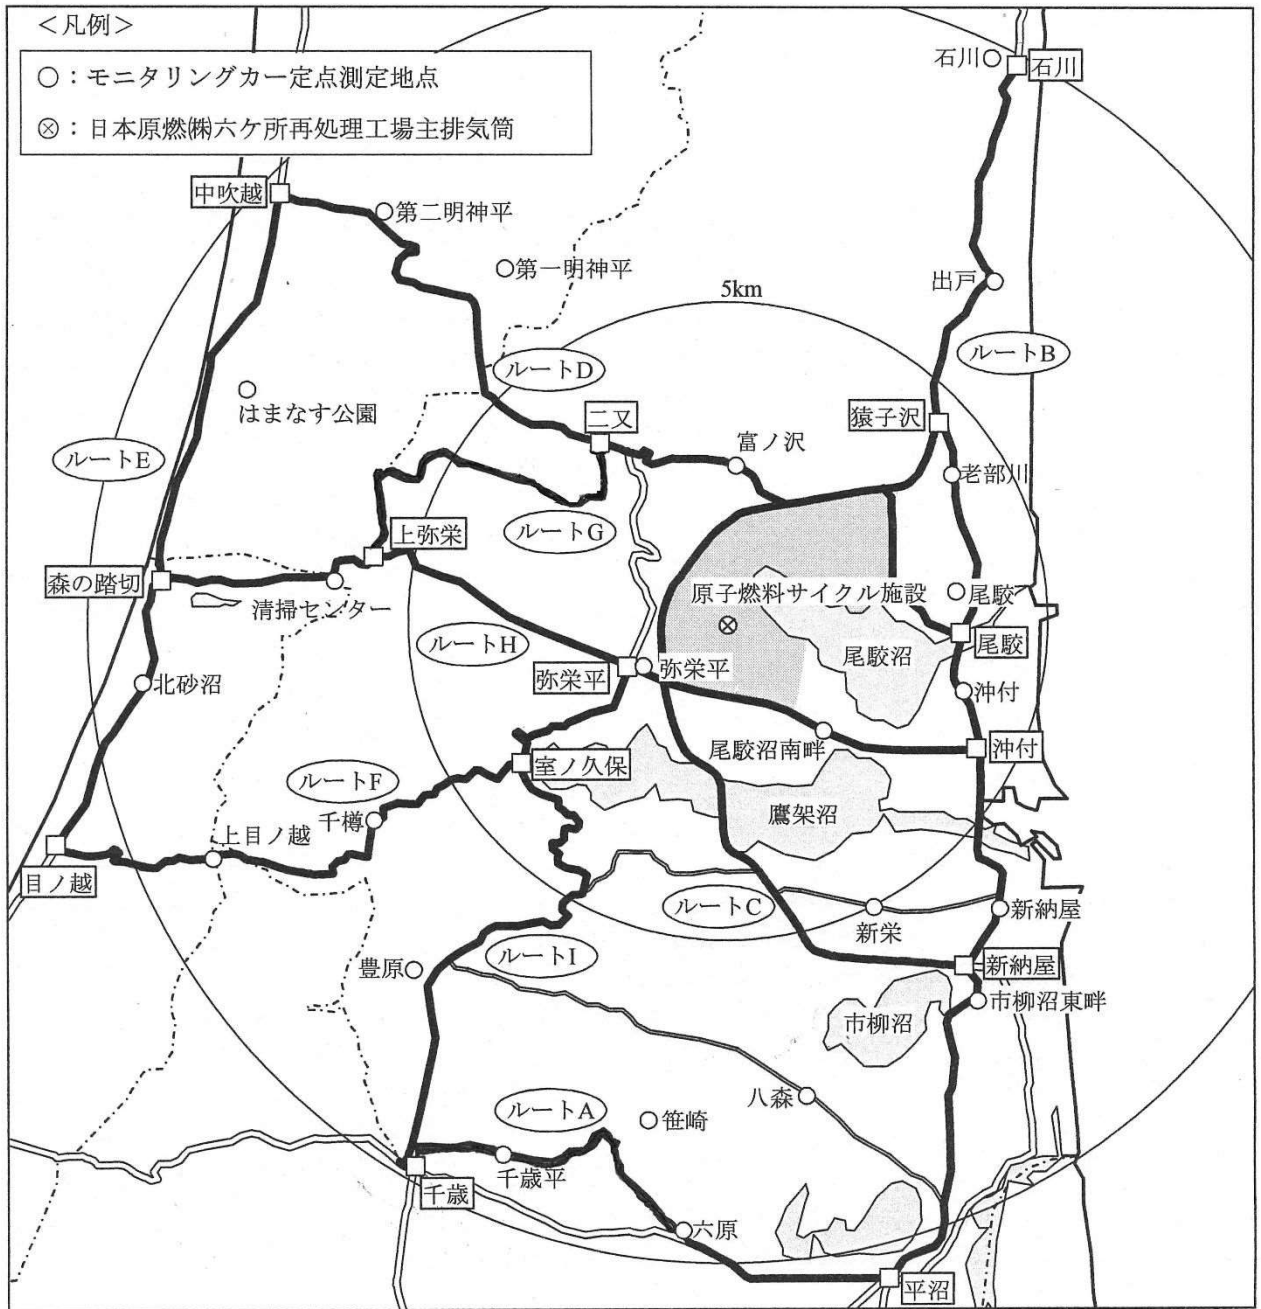 ＜凡例＞
○：モニタリングカー定点測定地点
⊗：日本原燃㈱六ケ所再処理工場主排気筒
石川
石川
中吹越
第二明神平
第一明神平
出戸
5km
ルートB
ルートD
はまなす公園
二又
猿子沢
富ノ沢
ルートE
老部川
ルートG
上弥栄
森の踏切
清掃センター
原子燃料サイクル施設
尾駮
ルートH
尾駮沼
尾駮
弥栄平
弥栄平
北砂沼
沖付
尾駮沼南畔
沖付
室ノ久保
ルートF
千樽
鷹架沼
上目ノ越
目ノ越
ルートC
新栄
新納屋
豊原
ルートI
新納屋
市柳沼
市柳沼東畔
八森
ルートA
笹崎
千歳平
千歳
六原
平沼